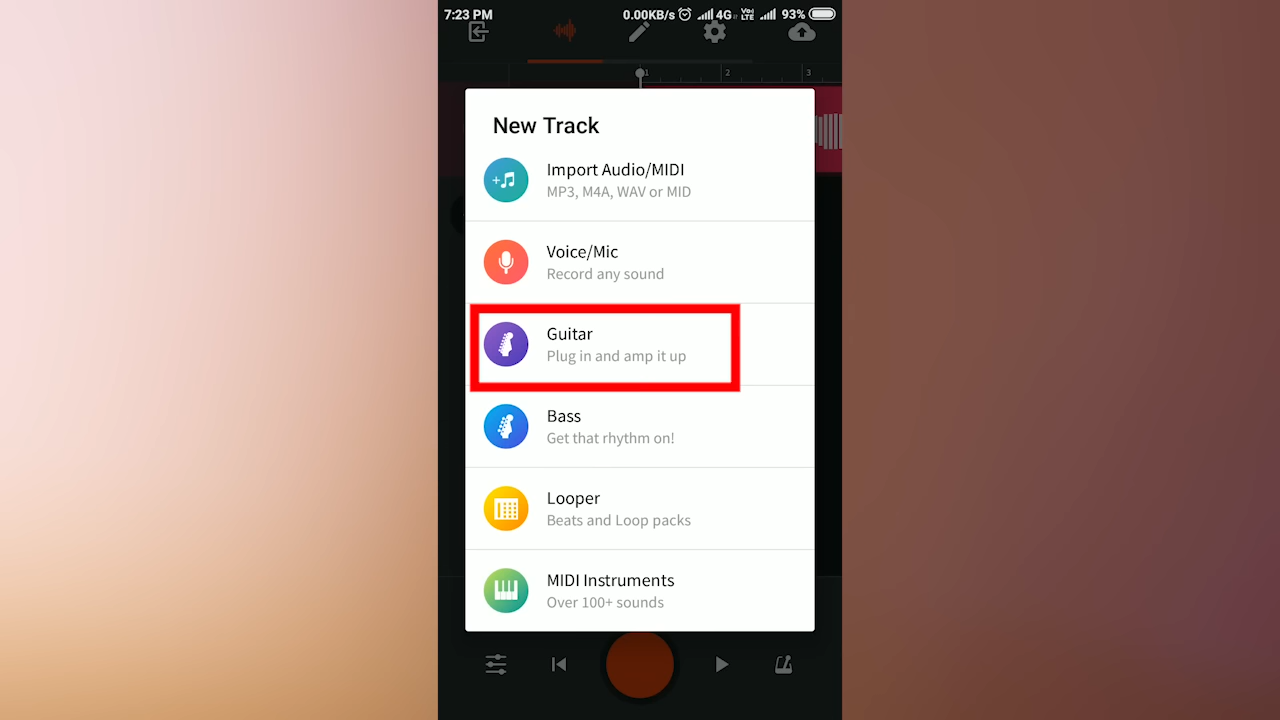 7:23 PM 0.00KB/s 4G Vo) LTE 93%
1 2 3
New Track
Import Audio/MIDI
MP3, M4A, WAV or MID
Voice/Mic
Record any sound
Guitar
Plug in and amp it up
Bass
Get that rhythm on!
Looper
Beats and Loop packs
MIDI Instruments
Over 100+ sounds